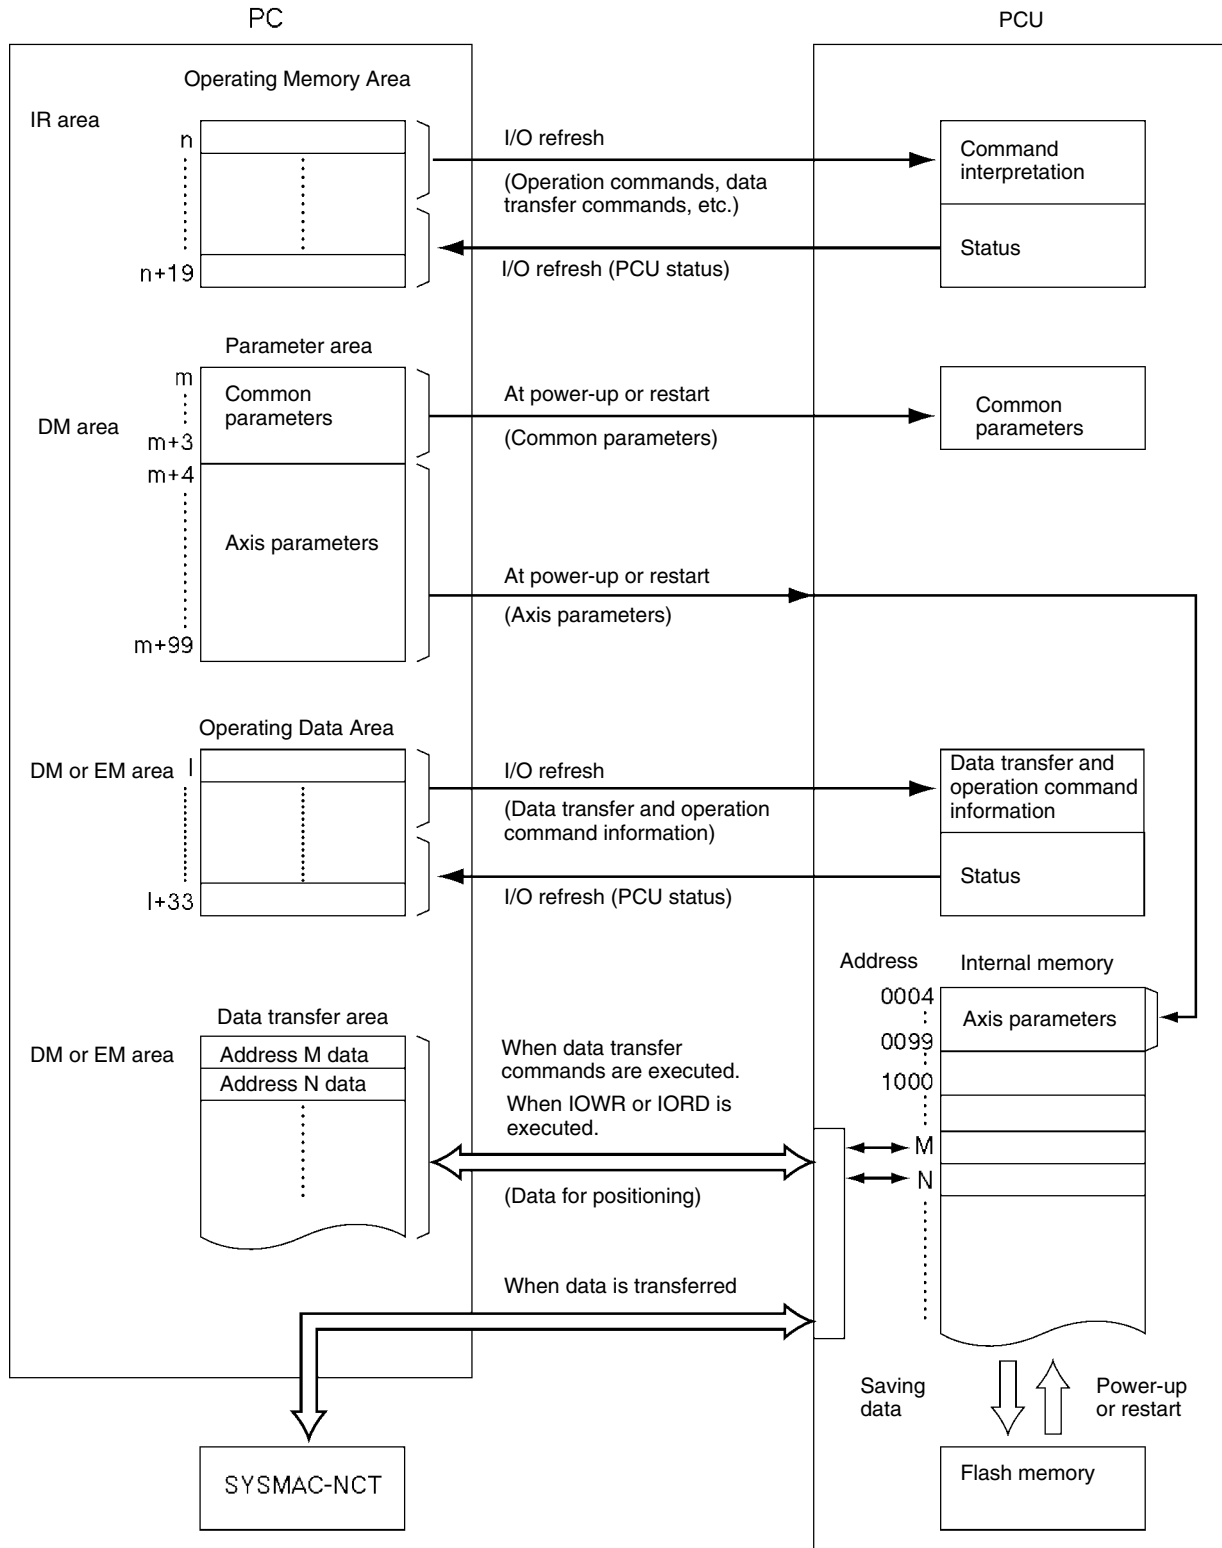 PC
PCU
Operating Memory Area
IR area
n
n+19
I/O refresh
(Operation commands, data
transfer commands, etc.)
I/O refresh (PCU status)
Command
interpretation
Status
Parameter area
DM area
m
m+3
m+4
m+99
Common
parameters
Axis parameters
At power-up or restart
(Common parameters)
Common
parameters
At power-up or restart
(Axis parameters)
Operating Data Area
DM or EM area
l
l+33
I/O refresh
(Data transfer and operation
command information)
I/O refresh (PCU status)
Data transfer and
operation command
information
Status
Address
Internal memory
0004
0099
1000
M
N
Axis parameters
Data transfer area
DM or EM area
Address M data
Address N data
When data transfer
commands are executed.
When IOWR or IORD is
executed.
(Data for positioning)
When data is transferred
Saving
data
Power-up
or restart
SYSMAC-NCT
Flash memory